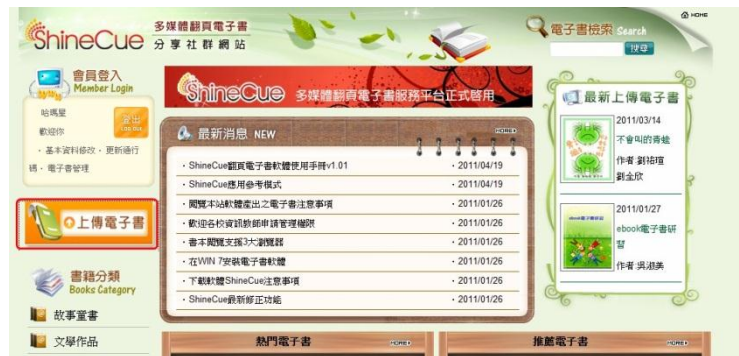 ShineCue 多媒體翻頁電子書
分享社群網站
HOME
電子書檢索 Search
搜尋
會員登入
Member Login
哈瑪星
歡迎你
登出
LOG OUT
・基本資料修改・更新通行
碼・電子書管理
上傳電子書
書籍分類
Books Category
故事童書
文學作品
ShineCue 多媒體翻頁電子書服務平台正式啓用
最新消息 NEW
HOME
・ShineCue翻頁電子書軟體使用手冊v1.01 ・2011/04/19
・ShineCue應用參考模式 ・2011/04/19
・閱覽本站軟體產出之電子書注意事項 ・2011/01/26
・歡迎各校資訊教師申請管理權限 ・2011/01/26
・書本閱覽支援3大瀏覽器 ・2011/01/26
・在WIN 7安裝電子書軟體 ・2011/01/26
・下載軟體ShineCue注意事項 ・2011/01/26
・ShineCue最新修正功能 ・2011/01/26
熱門電子書 HOME
推薦電子書 HOME
最新上傳電子書
2011/03/14
不會叫的青蛙
作者:劉祐瑄
劉全欣
2011/01/27
ebook電子書研
習
作者:吳淑美